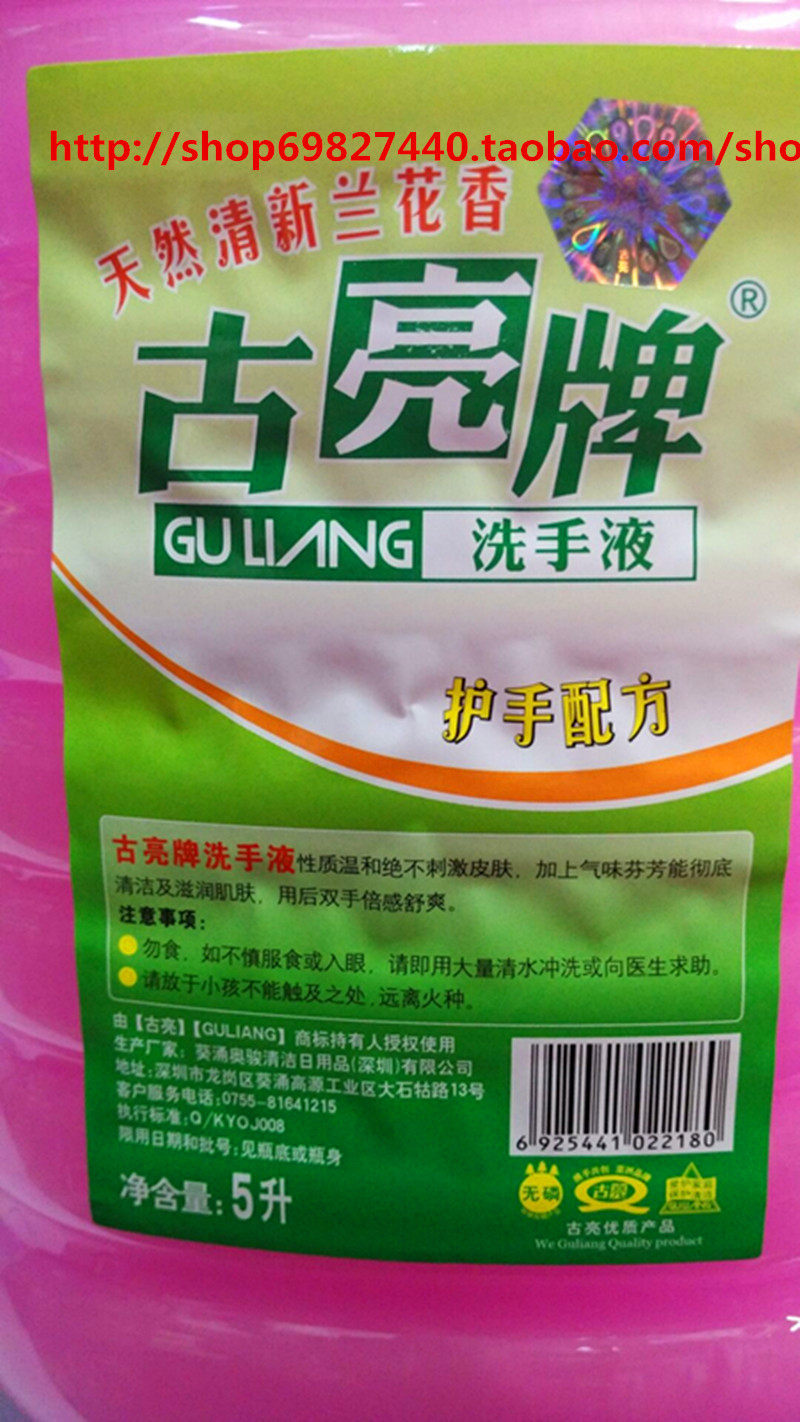 http://shop69827440.taobao.com/sho
天然清新兰花香
古亮牌®
GULIANG 洗手液
护手配方
古亮牌洗手液性质温和绝不刺激皮肤，加上气味芬芳能彻底
清洁及滋润肌肤，用后双手倍感舒爽。
注意事项：
勿食，如不慎服食或入眼，请即用大量清水冲洗或向医生求助。
请放于小孩不能触及之处，远离火种。
由【古亮】【GULIANG】商标持有人授权使用
生产厂家：葵涌奥骏清洁日用品(深圳)有限公司
地址：深圳市龙岗区葵涌高源工业区大石牯路13号
客户服务电话：0755-81641215
执行标准：Q/KYOJ008
限用日期和批号：见瓶底或瓶身
净含量：5升
6 925441 022180
无磷
古亮
古亮优质产品
We Guliang Quality product